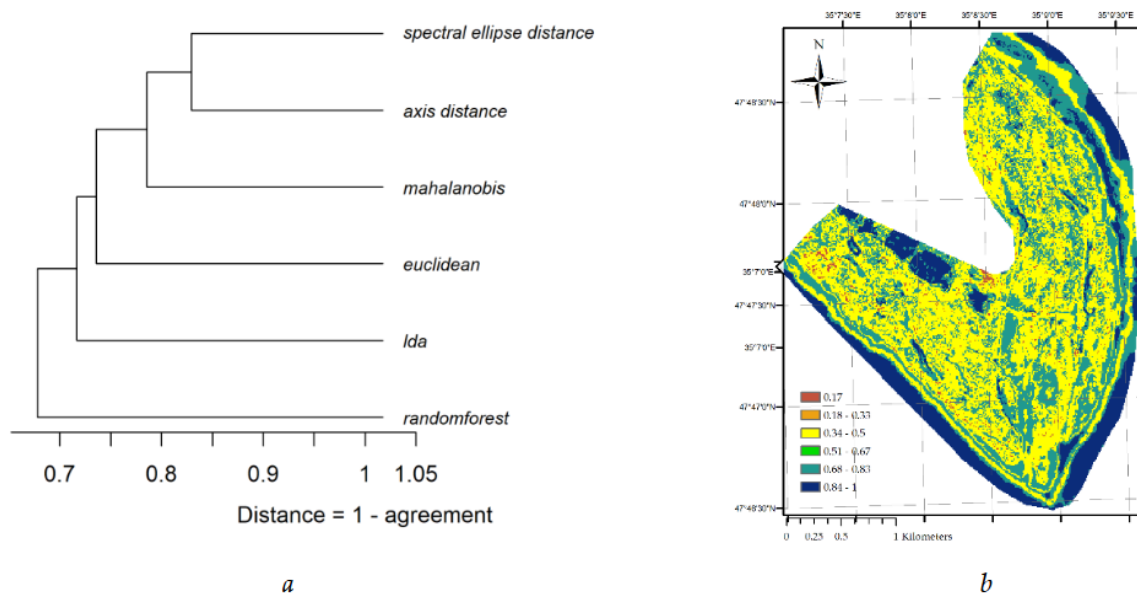 spectral ellipse distance
axis distance
mahalanobis
euclidean
lda
randomforest
0.7 0.8 0.9 1 1.05
Distance = 1 - agreement
a
35°7'30"E 35°8'0"E 35°8'30"E 35°9'0"E 35°9'30"E
N
47°48'30"N
47°48'0"N
35°7'0"E
47°47'30"N
35°7'0"E
47°47'0"N
47°48'30"N
0.17
0.18 - 0.33
0.34 - 0.5
0.51 - 0.67
0.68 - 0.83
0.84 - 1
0 0.25 0.5 1 Kilometers
b